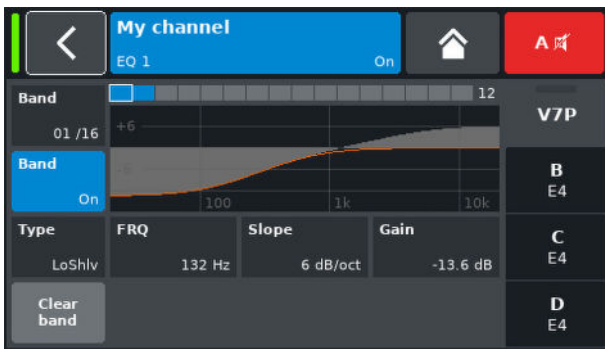 My channel
EQ 1
On
A
Band
01 /16
12
V7P
+6
-6
100
1k
10k
Band
On
B
E4
Type
LoShlv
FRQ
132 Hz
Slope
6 dB/oct
Gain
-13.6 dB
C
E4
Clear
band
D
E4